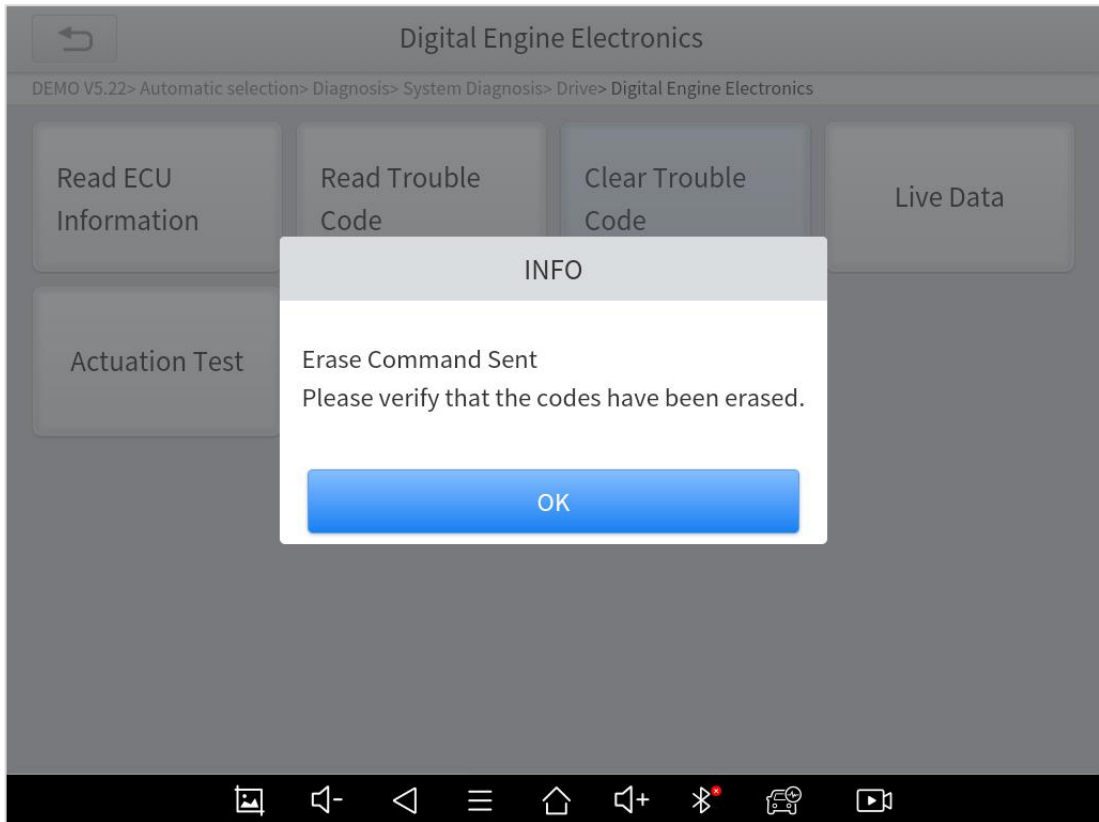 Digital Engine Electronics
DEMO V5.22> Automatic selection> Diagnosis> System Diagnosis> Drive> Digital Engine Electronics
Read ECU
Information
Read Trouble
Code
Clear Trouble
Code
Live Data
Actuation Test
INFO
Erase Command Sent
Please verify that the codes have been erased.
OK